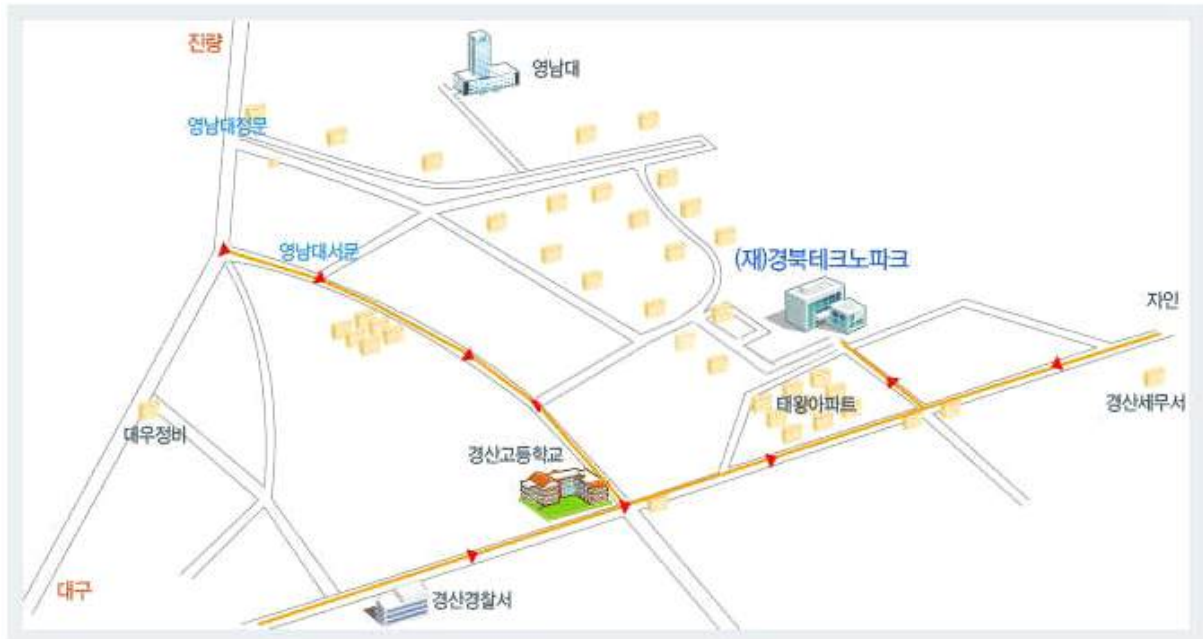 진량
영남대
영남대정문
영남대서문
(재)경북테크노파크
자인
경산세무서
태왕아파트
대우정비
경산고등학교
대구
경산경찰서